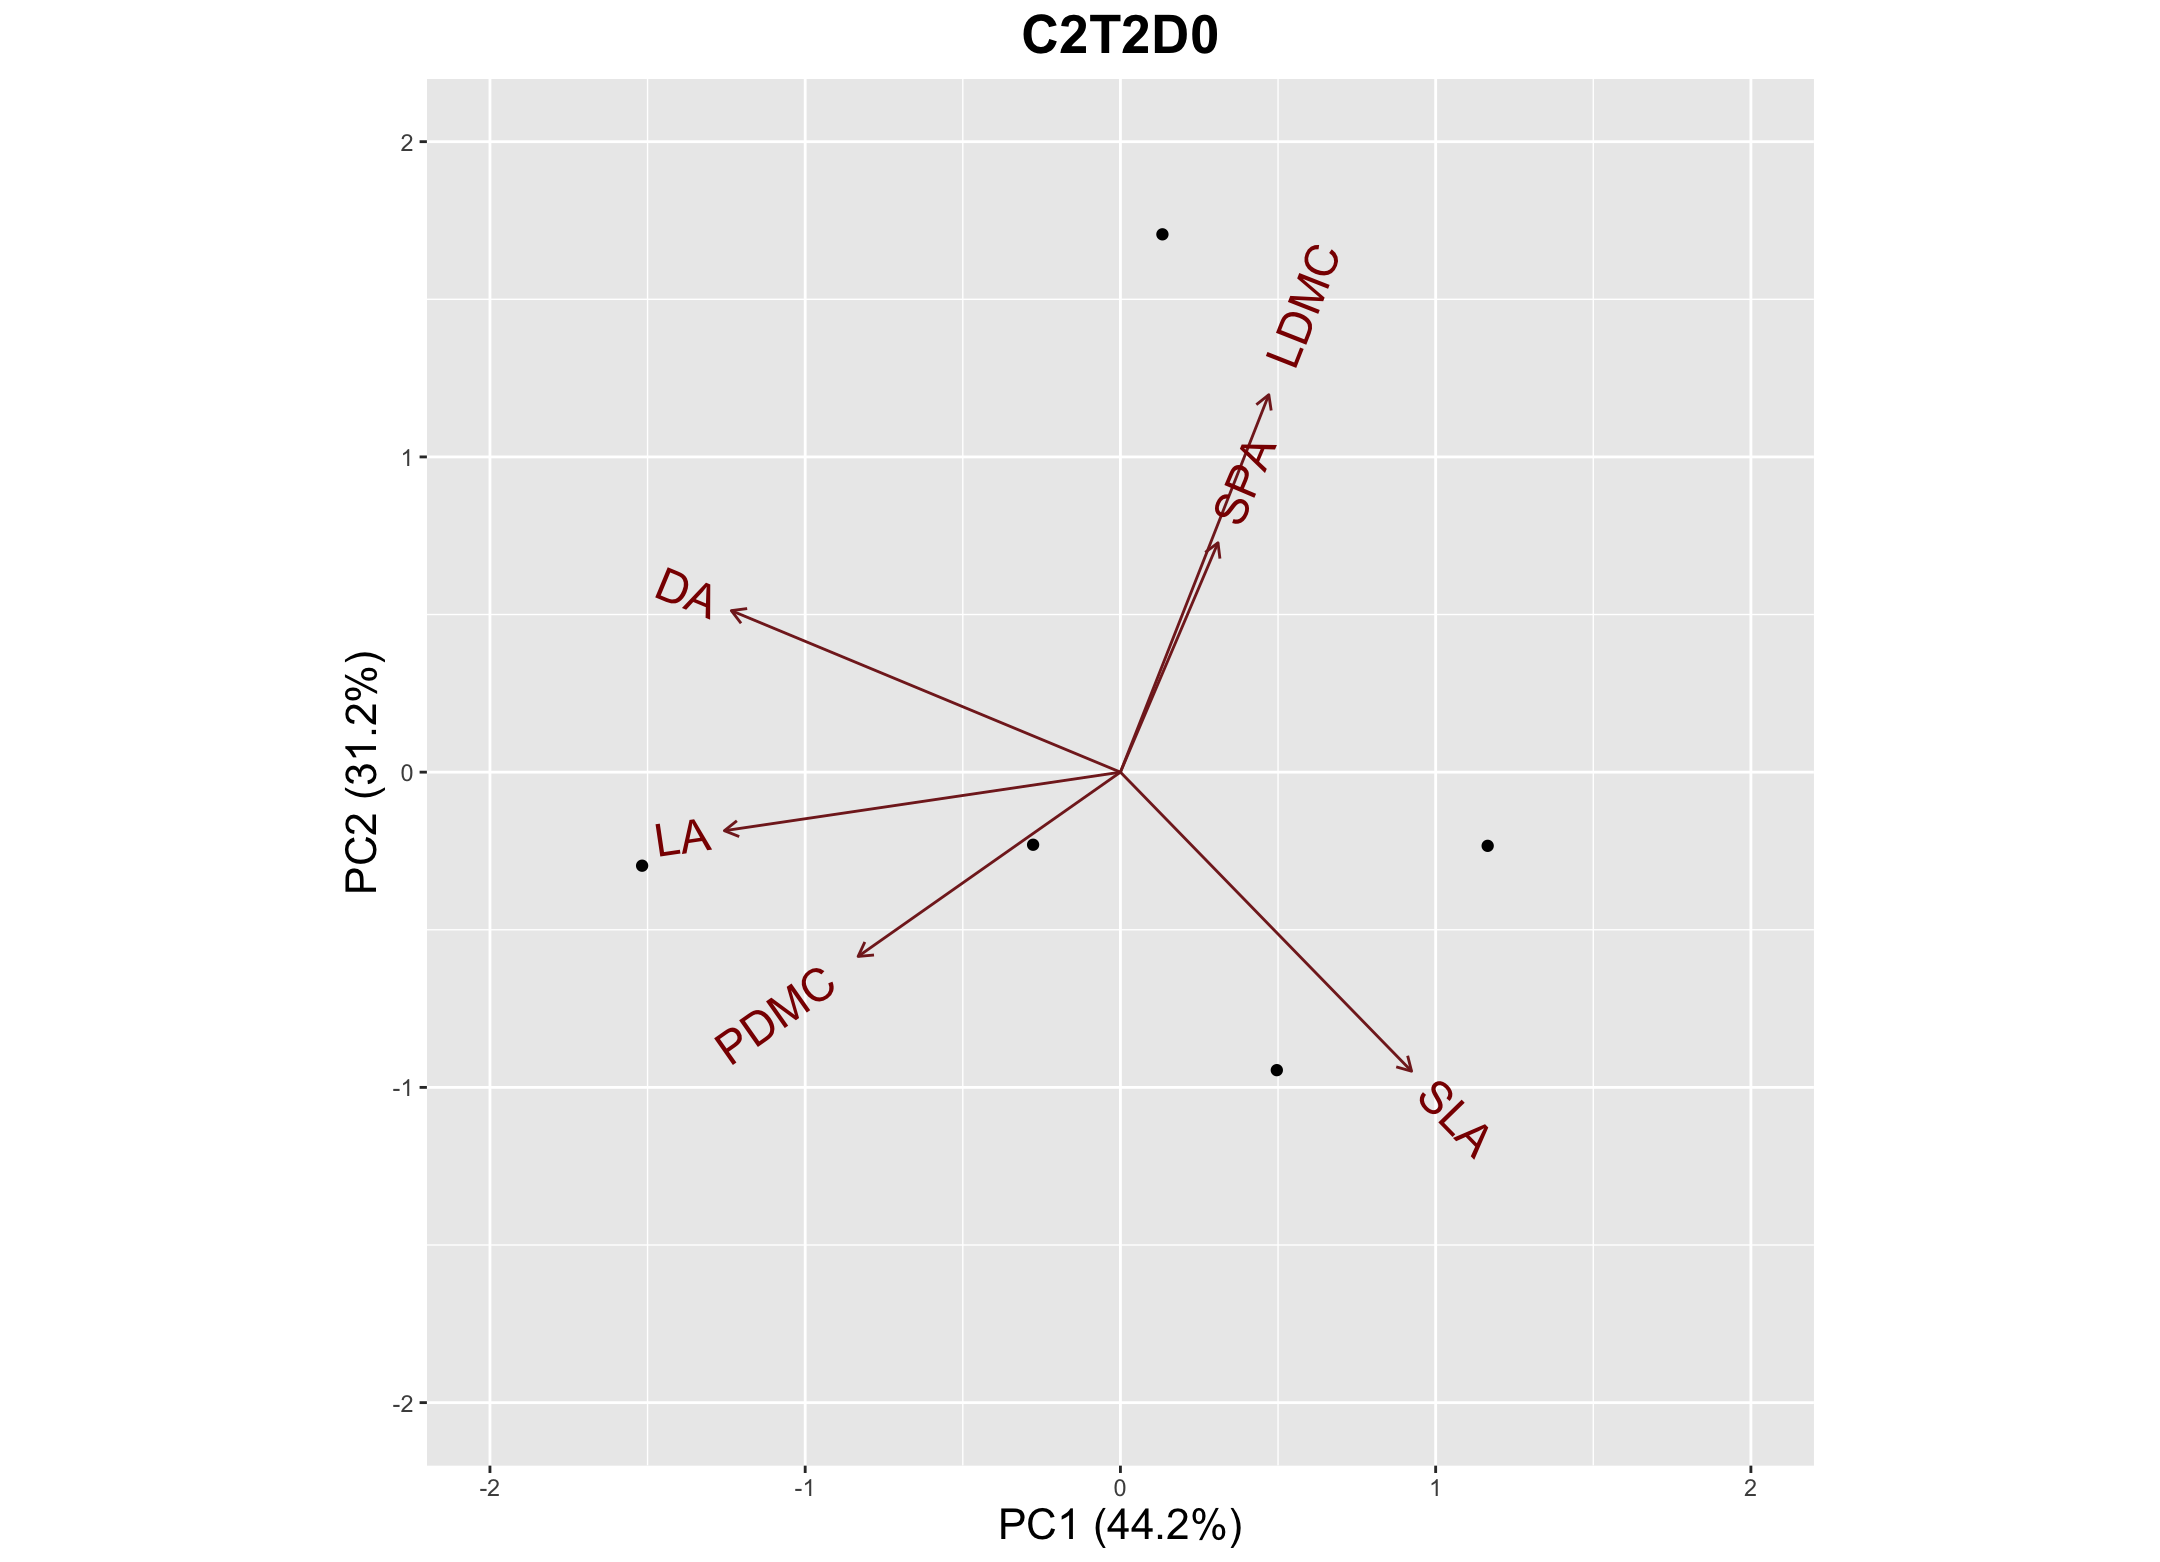 C2T2D0
2
1
0
-1
-2
PC2 (31.2%)
LDMC
SPA
DA
LA
PDMC
SLA
-2
-1
0
1
2
PC1 (44.2%)